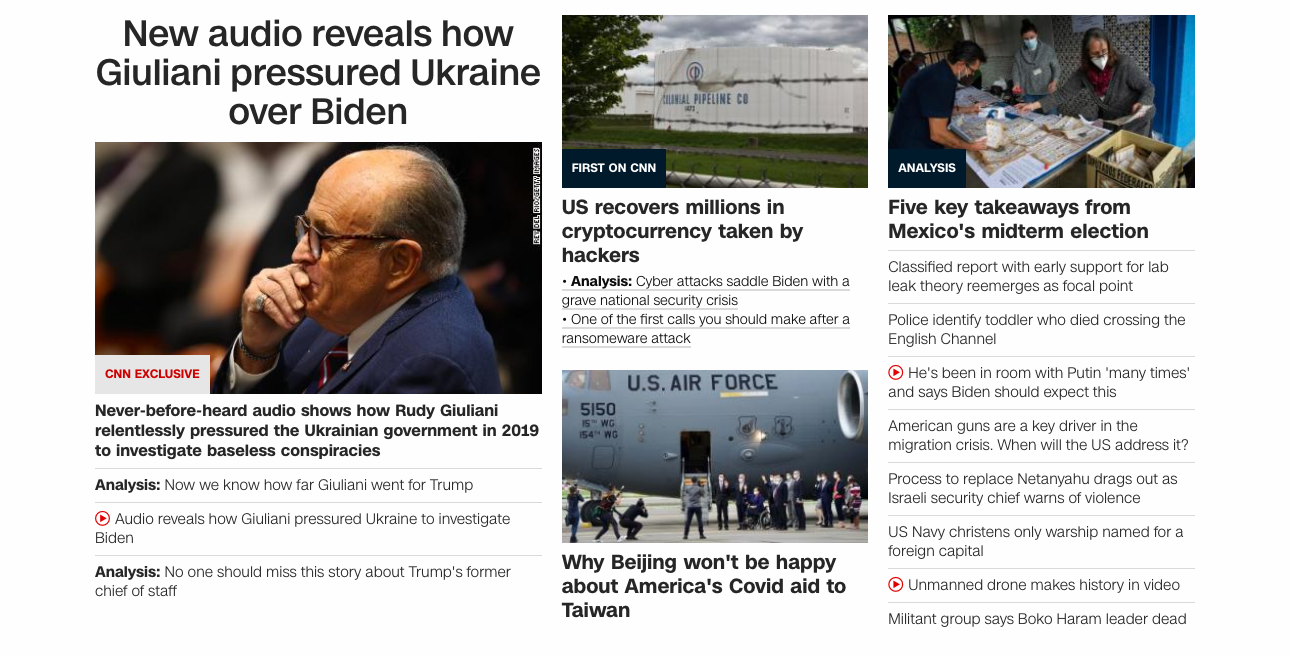 New audio reveals how
Giuliani pressured Ukraine
over Biden
REY DEL RIO/GETTY IMAGES
CNN EXCLUSIVE
Never-before-heard audio shows how Rudy Giuliani
relentlessly pressured the Ukrainian government in 2019
to investigate baseless conspiracies
Analysis: Now we know how far Giuliani went for Trump
Audio reveals how Giuliani pressured Ukraine to investigate
Biden
Analysis: No one should miss this story about Trump's former
chief of staff
COLONIAL PIPELINE CO
FIRST ON CNN
US recovers millions in
cryptocurrency taken by
hackers
• Analysis: Cyber attacks saddle Biden with a
grave national security crisis
• One of the first calls you should make after a
ransomeware attack
U.S. AIR FORCE
5150
15TH WG
154TH WG
Why Beijing won't be happy
about America's Covid aid to
Taiwan
ANALYSIS
Five key takeaways from
Mexico's midterm election
Classified report with early support for lab
leak theory reemerges as focal point
Police identify toddler who died crossing the
English Channel
He's been in room with Putin 'many times'
and says Biden should expect this
American guns are a key driver in the
migration crisis. When will the US address it?
Process to replace Netanyahu drags out as
Israeli security chief warns of violence
US Navy christens only warship named for a
foreign capital
Unmanned drone makes history in video
Militant group says Boko Haram leader dead